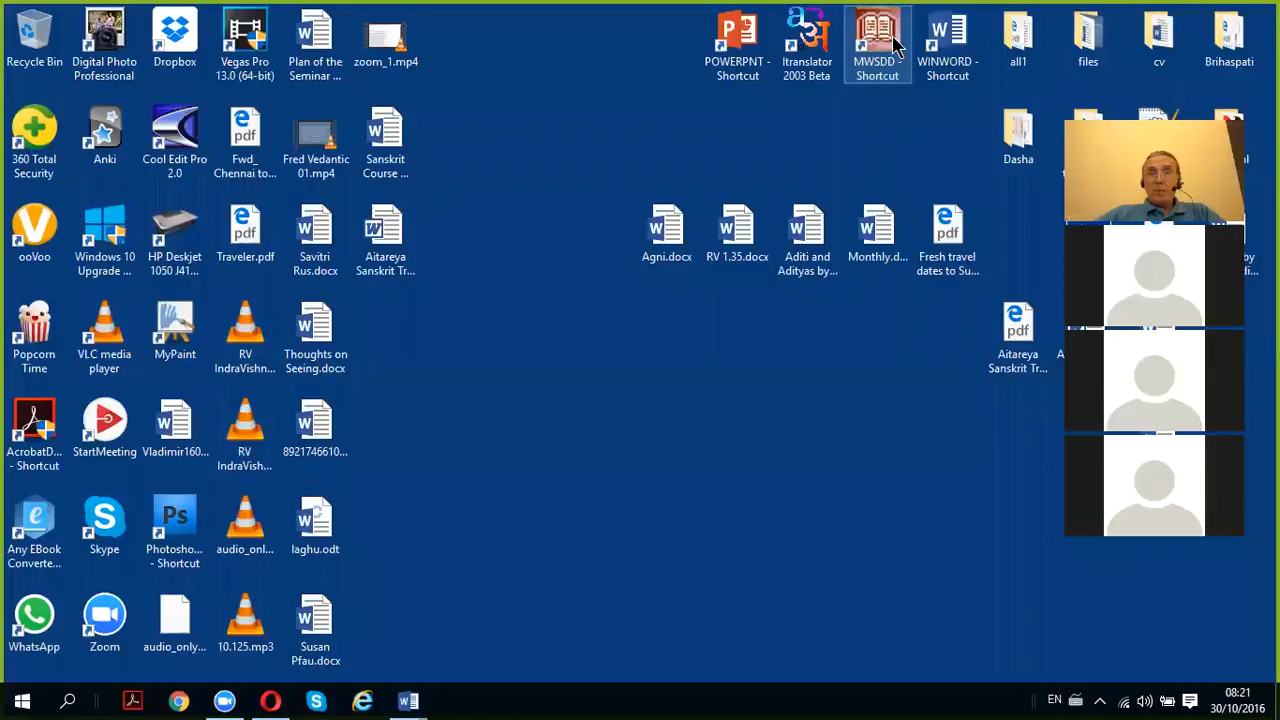 Recycle Bin
Digital Photo
Professional
Dropbox
Vegas Pro
13.0 (64-bit)
Plan of the
Seminar ...
zoom_1.mp4
POWERPNT -
Shortcut
Itranslator
2003 Beta
MWSDD -
Shortcut
WINWORD -
Shortcut
all1
files
cv
Brihaspati
360 Total
Security
Anki
Cool Edit Pro
2.0
Fwd_
Chennai to...
Fred Vedantic
01.mp4
Sanskrit
Course ...
Dasha
ooVoo
Windows 10
Upgrade ...
HP Deskjet
1050 J41...
Traveler.pdf
Savitri
Rus.docx
Aitareya
Sanskrit Tr...
Agni.docx
RV 1.35.docx
Aditi and
Adityas by...
Monthly.d...
Fresh travel
dates to Su...
by
di...
Popcorn
Time
VLC media
player
MyPaint
RV
IndraVishn...
Thoughts on
Seeing.docx
Aitareya
Sanskrit Tr...
AcrobatD...
- Shortcut
StartMeeting
Vladimir160...
RV
IndraVish...
8921746610...
Any EBook
Converte...
Skype
Photosho...
- Shortcut
audio_onl...
laghu.odt
WhatsApp
Zoom
audio_only...
10.125.mp3
Susan
Pfau.docx
EN
08:21
30/10/2016